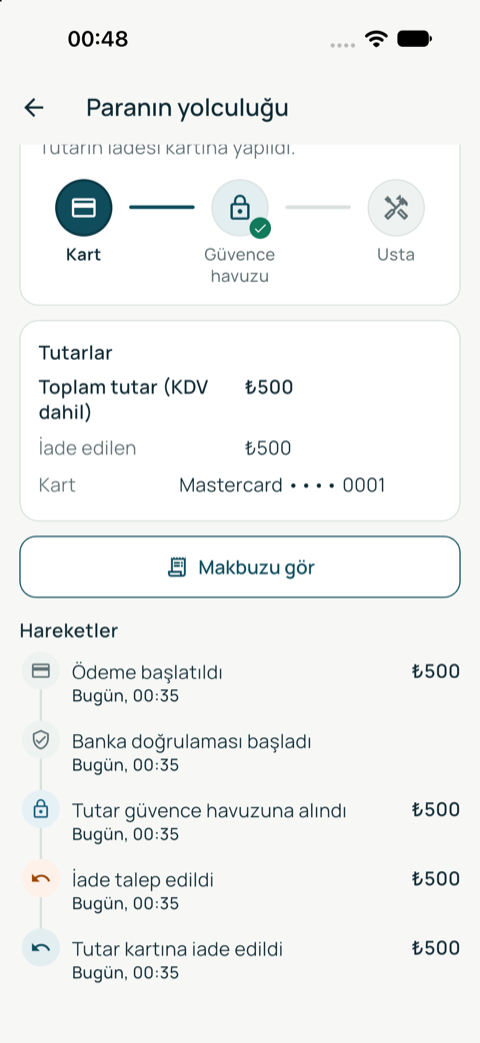 00:48
Paranın yolculuğu
Tutarın iadesi kartına yapıldı.
Kart
Güvence
havuzu
Usta
Tutarlar
Toplam tutar (KDV
dahil)
₺500
İade edilen
₺500
Kart
Mastercard •••• 0001
Makbuzu gör
Hareketler
Ödeme başlatıldı
₺500
Bugün, 00:35
Banka doğrulaması başladı
Bugün, 00:35
Tutar güvence havuzuna alındı
₺500
Bugün, 00:35
İade talep edildi
₺500
Bugün, 00:35
Tutar kartına iade edildi
₺500
Bugün, 00:35